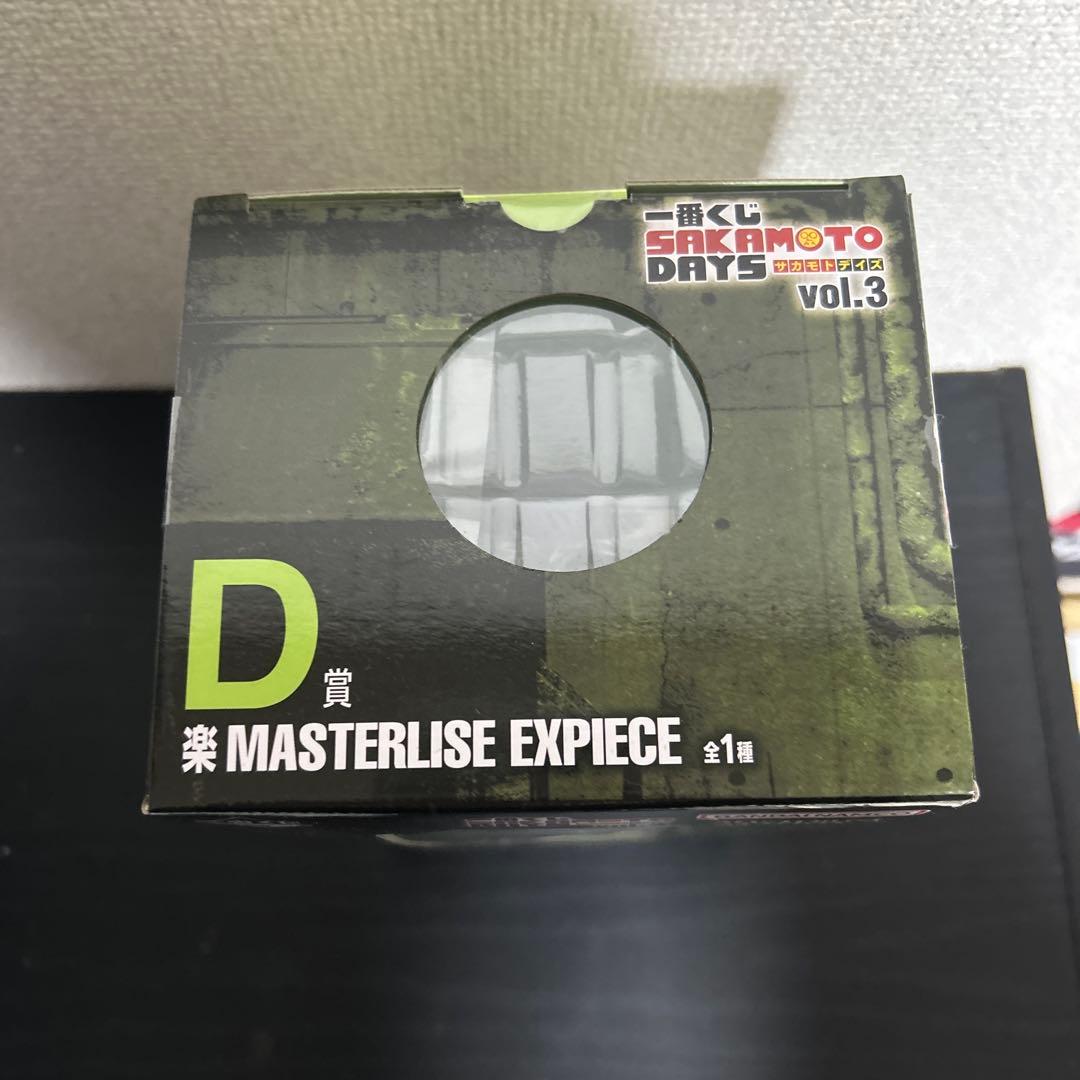 一番くじ
SAKAMOTO
DAYS サカモトデイズ
vol.3
D賞
楽 MASTERLISE EXPIECE 全1種